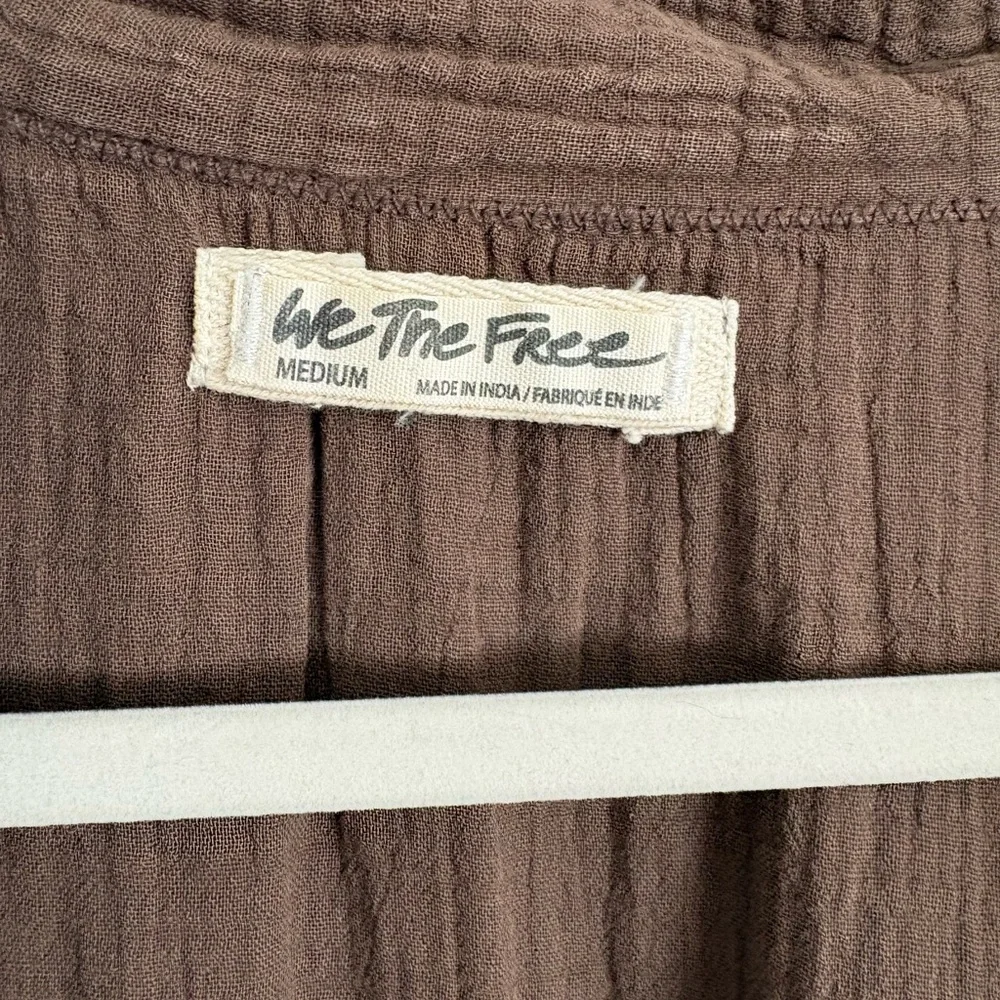 We The Free
MEDIUM
MADE IN INDIA / FABRIQUÉ EN INDE